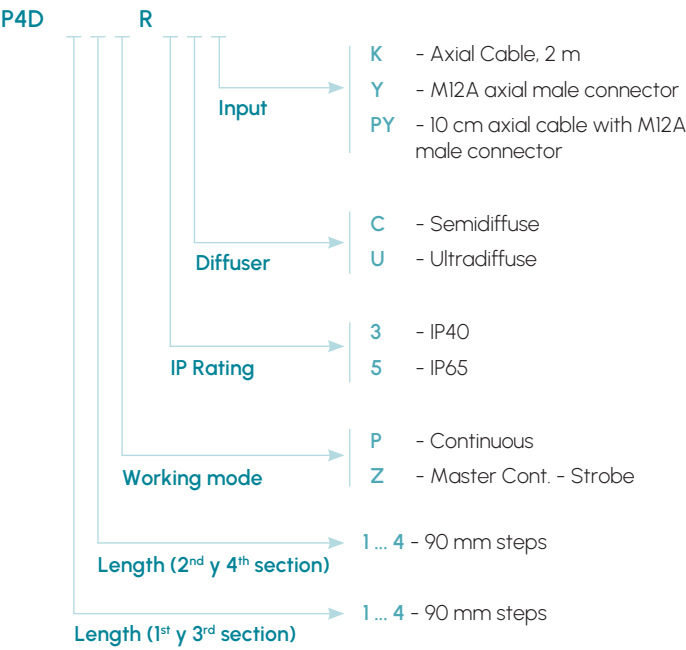 P4D R
K - Axial Cable, 2 m
Y - M12A axial male connector
Input
PY - 10 cm axial cable with M12A
male connector
C - Semidiffuse
Diffuser
U - Ultradiffuse
3 - IP40
IP Rating
5 - IP65
P - Continuous
Working mode
Z - Master Cont. - Strobe
1 ... 4 - 90 mm steps
Length (2nd y 4th section)
1 ... 4 - 90 mm steps
Length (1st y 3rd section)